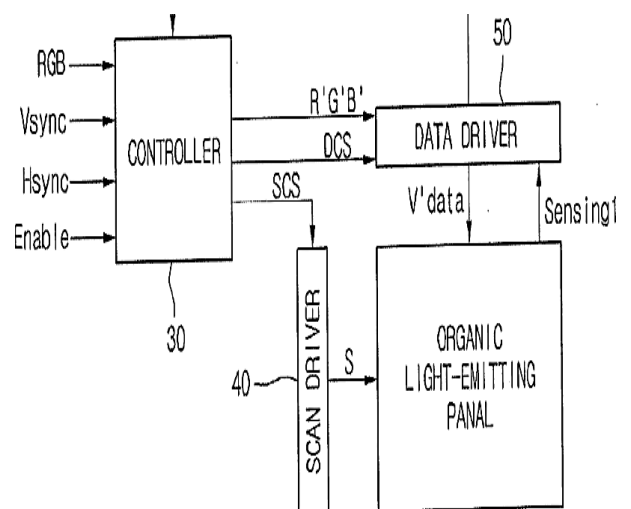 50
RGB
Vsync
Hsync
Enable
CONTROLLER
R'G'B'
DCS
SCS
DATA DRIVER
V'data
Sensing1
30
40
SCAN DRIVER
S
ORGANIC
LIGHT-EMITTING
PANAL